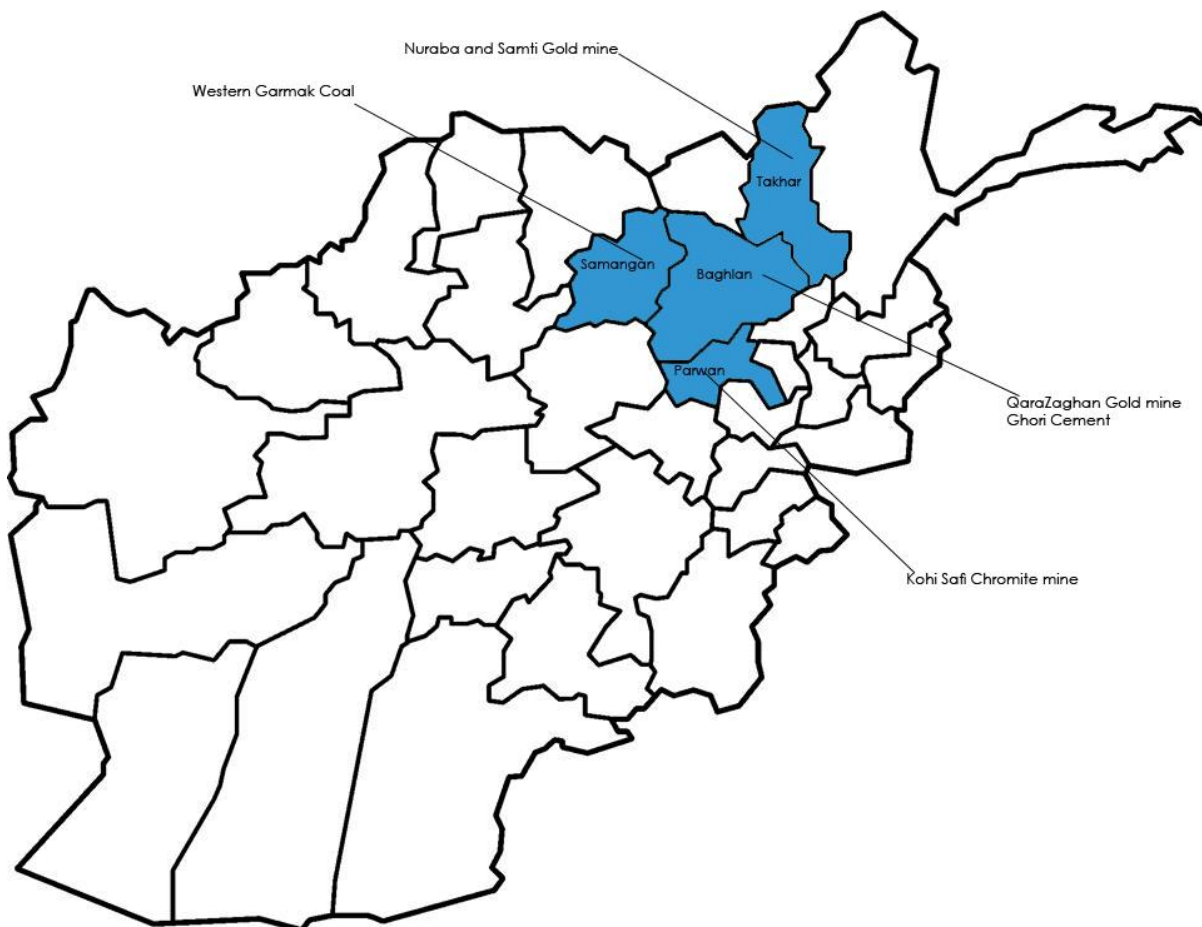 Nuraba and Samti Gold mine
Western Garmak Coal
Takhar
Samangan
Baghlan
Parwan
QaraZaghan Gold mine
Ghori Cement
Kohi Safi Chromite mine